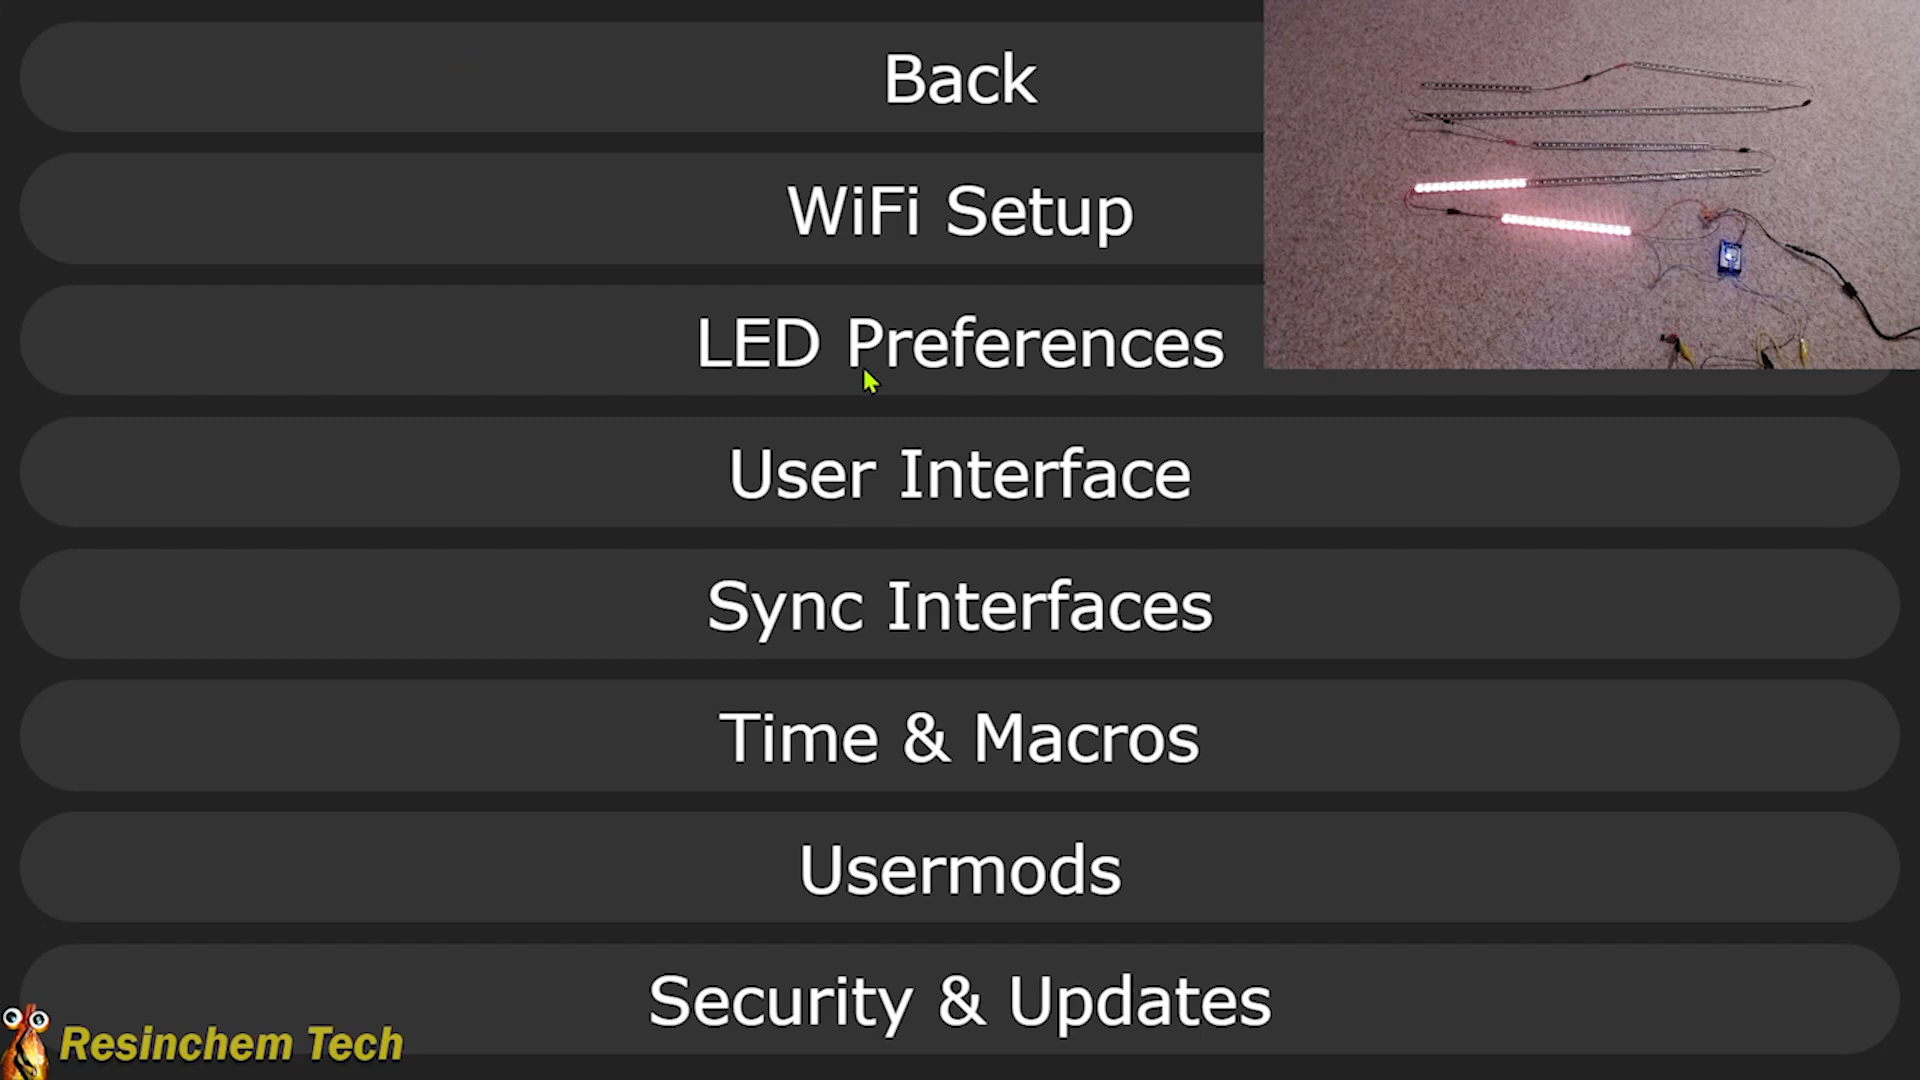 Back
WiFi Setup
LED Preferences
User Interface
Sync Interfaces
Time & Macros
Usermods
Security & Updates
Resinchem Tech